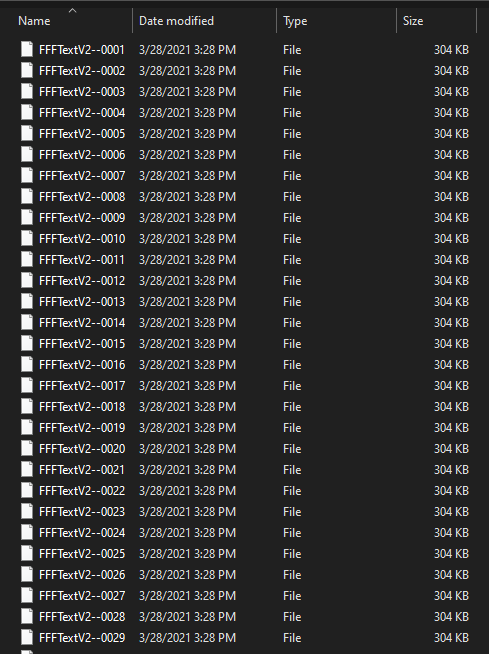 Name Date modified Type Size
FFFTextV2--0001 3/28/2021 3:28 PM File 304 KB
FFFTextV2--0002 3/28/2021 3:28 PM File 304 KB
FFFTextV2--0003 3/28/2021 3:28 PM File 304 KB
FFFTextV2--0004 3/28/2021 3:28 PM File 304 KB
FFFTextV2--0005 3/28/2021 3:28 PM File 304 KB
FFFTextV2--0006 3/28/2021 3:28 PM File 304 KB
FFFTextV2--0007 3/28/2021 3:28 PM File 304 KB
FFFTextV2--0008 3/28/2021 3:28 PM File 304 KB
FFFTextV2--0009 3/28/2021 3:28 PM File 304 KB
FFFTextV2--0010 3/28/2021 3:28 PM File 304 KB
FFFTextV2--0011 3/28/2021 3:28 PM File 304 KB
FFFTextV2--0012 3/28/2021 3:28 PM File 304 KB
FFFTextV2--0013 3/28/2021 3:28 PM File 304 KB
FFFTextV2--0014 3/28/2021 3:28 PM File 304 KB
FFFTextV2--0015 3/28/2021 3:28 PM File 304 KB
FFFTextV2--0016 3/28/2021 3:28 PM File 304 KB
FFFTextV2--0017 3/28/2021 3:28 PM File 304 KB
FFFTextV2--0018 3/28/2021 3:28 PM File 304 KB
FFFTextV2--0019 3/28/2021 3:28 PM File 304 KB
FFFTextV2--0020 3/28/2021 3:28 PM File 304 KB
FFFTextV2--0021 3/28/2021 3:28 PM File 304 KB
FFFTextV2--0022 3/28/2021 3:28 PM File 304 KB
FFFTextV2--0023 3/28/2021 3:28 PM File 304 KB
FFFTextV2--0024 3/28/2021 3:28 PM File 304 KB
FFFTextV2--0025 3/28/2021 3:28 PM File 304 KB
FFFTextV2--0026 3/28/2021 3:28 PM File 304 KB
FFFTextV2--0027 3/28/2021 3:28 PM File 304 KB
FFFTextV2--0028 3/28/2021 3:28 PM File 304 KB
FFFTextV2--0029 3/28/2021 3:28 PM File 304 KB